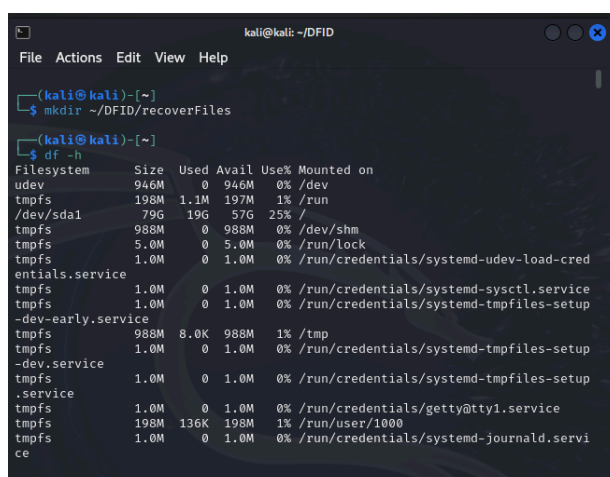 kali@kali: ~/DFID
File Actions Edit View Help
┌──(kali㉿kali)-[~]
└─$ mkdir ~/DFID/recoverFiles
┌──(kali㉿kali)-[~]
└─$ df -h
Filesystem Size Used Avail Use% Mounted on
udev 946M 0 946M 0% /dev
tmpfs 198M 1.1M 197M 1% /run
/dev/sda1 79G 19G 57G 25% /
tmpfs 988M 0 988M 0% /dev/shm
tmpfs 5.0M 0 5.0M 0% /run/lock
tmpfs 1.0M 0 1.0M 0% /run/credentials/systemd-udev-load-cred
entials.service
tmpfs 1.0M 0 1.0M 0% /run/credentials/systemd-sysctl.service
tmpfs 1.0M 0 1.0M 0% /run/credentials/systemd-tmpfiles-setup
-dev-early.service
tmpfs 988M 8.0K 988M 1% /tmp
tmpfs 1.0M 0 1.0M 0% /run/credentials/systemd-tmpfiles-setup
-dev.service
tmpfs 1.0M 0 1.0M 0% /run/credentials/systemd-tmpfiles-setup
.service
tmpfs 1.0M 0 1.0M 0% /run/credentials/getty@tty1.service
tmpfs 198M 136K 198M 1% /run/user/1000
tmpfs 1.0M 0 1.0M 0% /run/credentials/systemd-journald.servi
ce